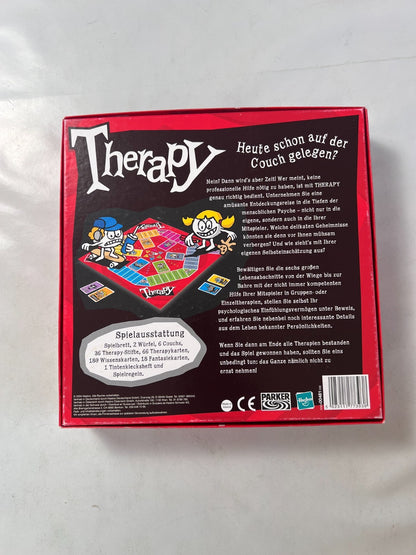 Therapy
Heute schon auf der
Couch gelegen?
Nein? Dann wird's aber Zeit! Wer meint, keine
professionelle Hilfe nötig zu haben, ist mit THERAPY
genau richtig bedient. Unternehmen Sie eine
amüsante Entdeckungsreise in die Tiefen der
menschlichen Psyche – nicht nur in die
eigene, sondern auch in die Ihrer
Mitspieler. Welche delikaten Geheimnisse
könnten sie denn vor Ihnen mühsam
verbergen? Und wie sieht's mit Ihrer
eigenen Selbsteinschätzung aus?
Bewältigen Sie die sechs großen
Lebensabschnitte von der Wiege bis zur
Bahre mit der nicht immer kompetenten
Hilfe Ihrer Mitspieler in Gruppen- oder
Einzeltherapien, stellen Sie selbst Ihr
psychologisches Einfühlungsvermögen unter Beweis,
und erfahren Sie nebenbei noch interessante Details
aus dem Leben bekannter Persönlichkeiten.
Wenn Sie dann am Ende alle Therapien bestanden
und das Spiel gewonnen haben, sollten Sie eins
unbedingt tun: das Ganze nämlich nicht zu
ernst nehmen!
Therapy
Therapy
Spielausstattung
Spielbrett, 2 Würfel, 6 Couches,
36 Therapy-Stifte, 66 Therapykarten,
189 Wissenskarten, 18 Fantasiekarten,
1 Tintenklecksheft und
Spielregeln.
CE
PARKER
Hasbro